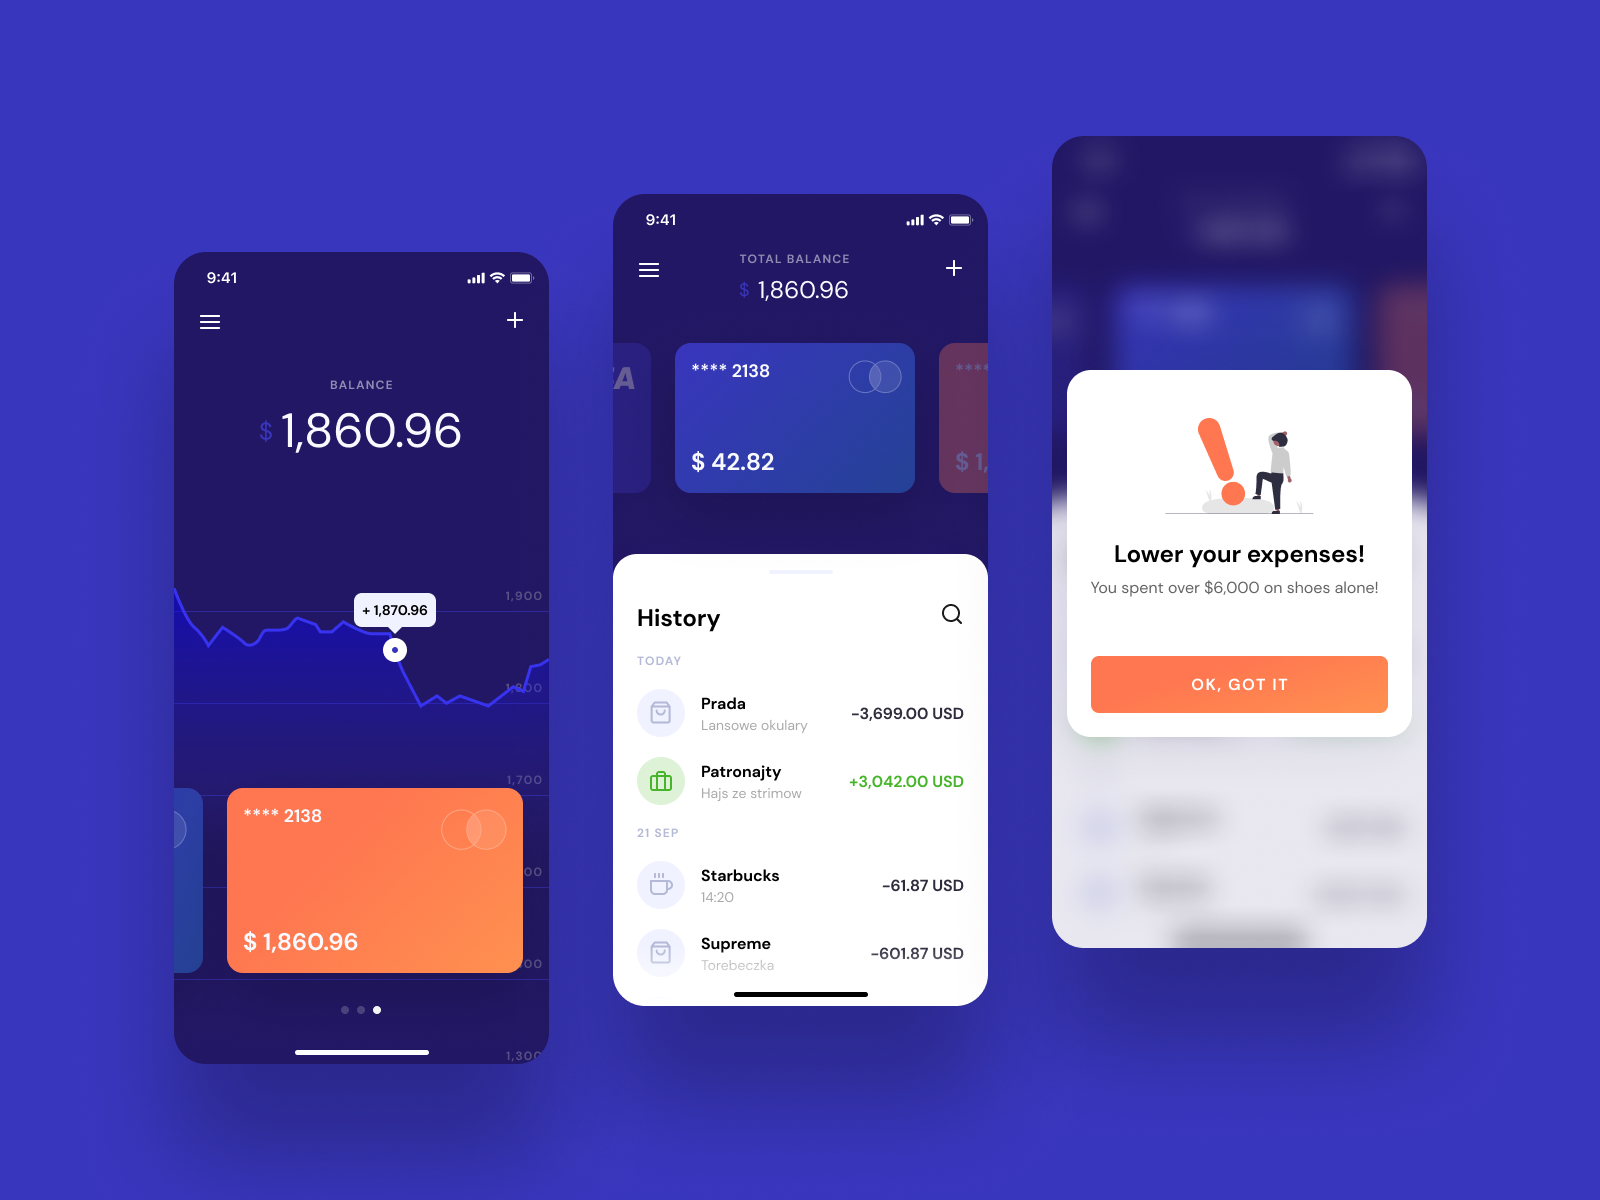 9:41
BALANCE
$ 1,860.96
1,900
+ 1,870.96
1,800
1,700
**** 2138
00
$ 1,860.96
00
1,300
9:41
TOTAL BALANCE
$ 1,860.96
**** 2138
****
$ 42.82
$ 1,
History
TODAY
Prada
Lansowe okulary
-3,699.00 USD
Patronajty
Hajs ze strimow
+3,042.00 USD
21 SEP
Starbucks
14:20
-61.87 USD
Supreme
Torebeczka
-601.87 USD
Lower your expenses!
You spent over $6,000 on shoes alone!
OK, GOT IT